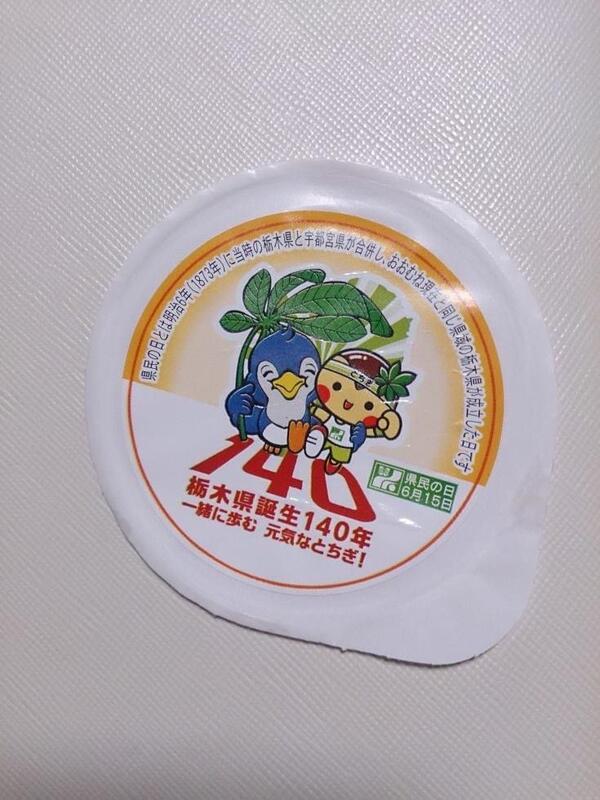 県民の日とは明治6年(1873年)に当時の栃木県と宇都宮県が合併し、おおむね現在と同じ県域の栃木県が成立した日です
とちぎ
140
県民の日
6月15日
栃木県誕生140年
一緒に歩む 元気なとちぎ!